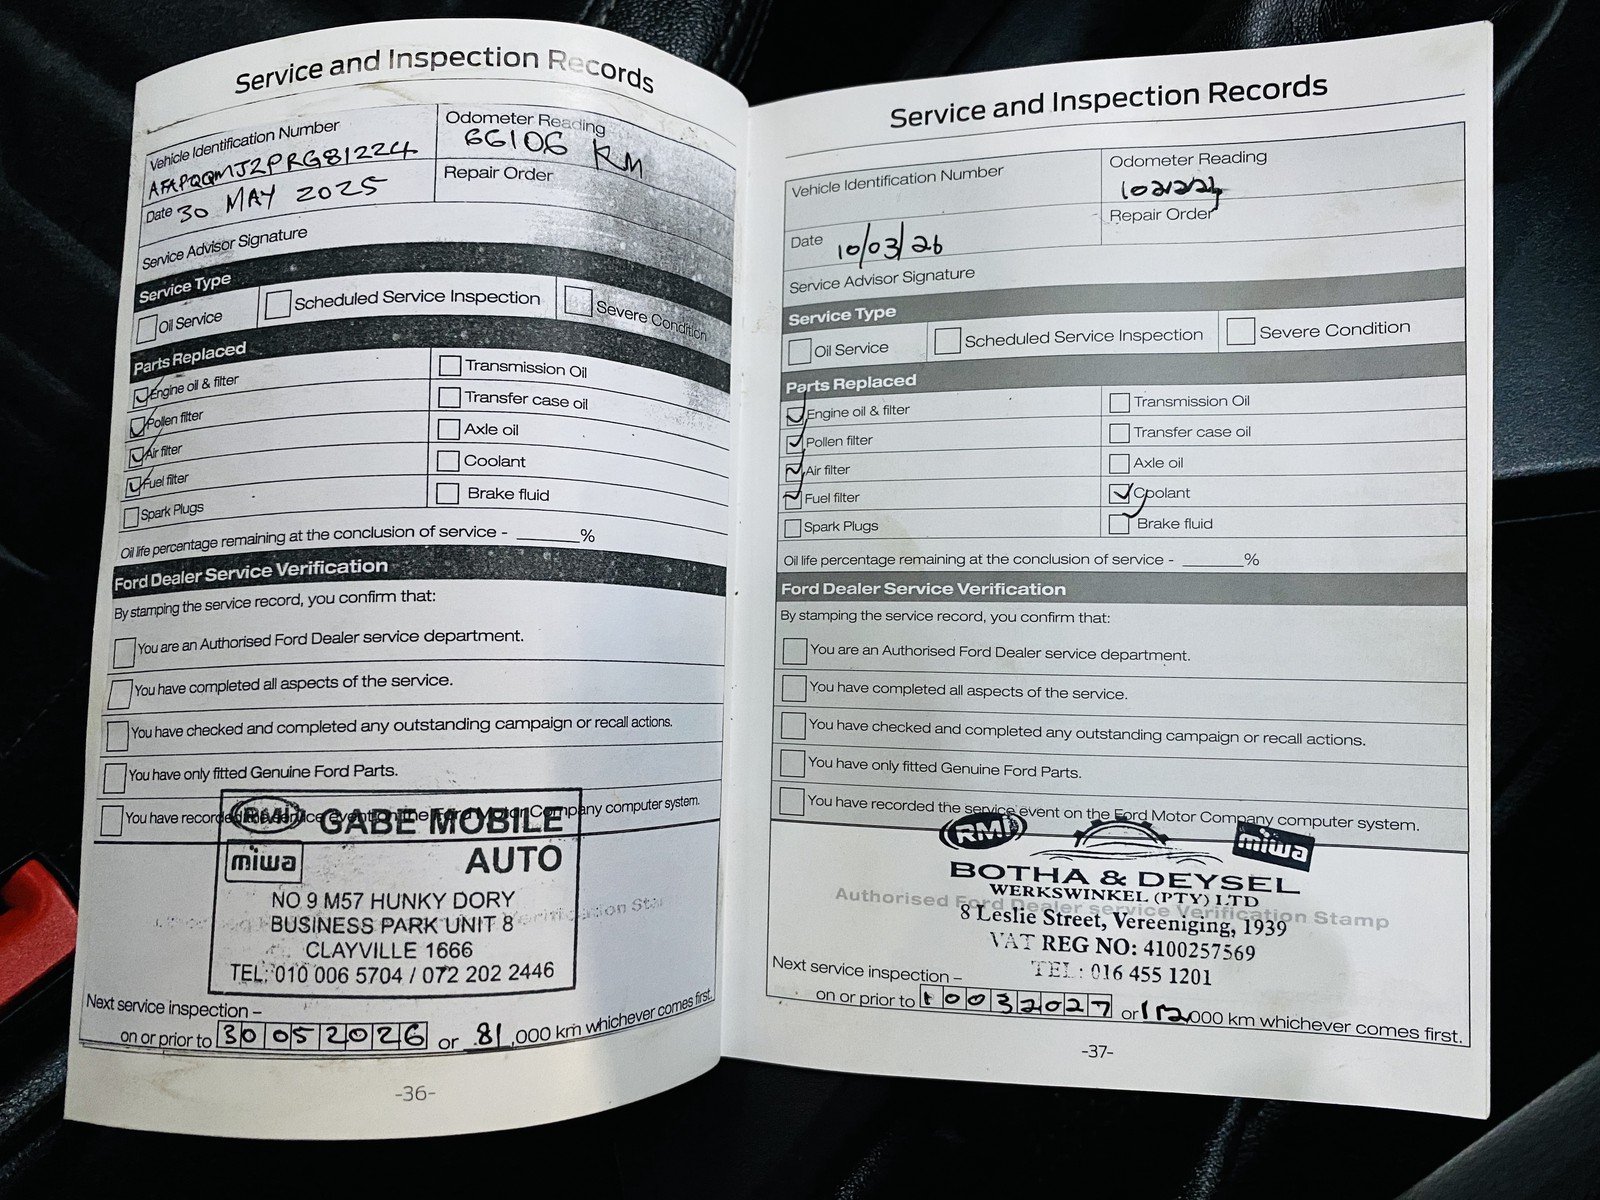 Service and Inspection Records
Vehicle Identification Number
AFAPQQMJ2PRG81224
Odometer Reading
66106 KM
Date 30 MAY 2025
Repair Order
Service Advisor Signature
Service Type
Oil Service
Scheduled Service Inspection
Severe Condition
Parts Replaced
Engine oil & filter
Transmission Oil
Pollen filter
Transfer case oil
Air filter
Axle oil
Fuel filter
Coolant
Spark Plugs
Brake fluid
Oil life percentage remaining at the conclusion of service - ______%
Ford Dealer Service Verification
By stamping the service record, you confirm that:
You are an Authorised Ford Dealer service department.
You have completed all aspects of the service.
You have checked and completed any outstanding campaign or recall actions.
You have only fitted Genuine Ford Parts.
You have recorded the service event on the Ford Motor Company computer system.
RMI GABE MOBILE
miwa AUTO
NO 9 M57 HUNKY DORY
BUSINESS PARK UNIT 8
CLAYVILLE 1666
TEL: 010 006 5704 / 072 202 2446
Next service inspection –
on or prior to 30 05 2026 or 81,000 km whichever comes first.
-36-
Service and Inspection Records
Vehicle Identification Number
Odometer Reading
Date 10/03/26
Repair Order
Service Advisor Signature
Service Type
Oil Service
Scheduled Service Inspection
Severe Condition
Parts Replaced
Engine oil & filter
Transmission Oil
Pollen filter
Transfer case oil
Air filter
Axle oil
Fuel filter
Coolant
Spark Plugs
Brake fluid
Oil life percentage remaining at the conclusion of service - ______%
Ford Dealer Service Verification
By stamping the service record, you confirm that:
You are an Authorised Ford Dealer service department.
You have completed all aspects of the service.
You have checked and completed any outstanding campaign or recall actions.
You have only fitted Genuine Ford Parts.
You have recorded the service event on the Ford Motor Company computer system.
RMI miwa
BOTHA & DEYSEL
WERKSWINKEL (PTY) LTD
Authorised Ford Dealer service Verification Stamp
8 Leslie Street, Vereeniging, 1939
VAT REG NO: 4100257569
TEL: 016 455 1201
Next service inspection –
on or prior to 10032027 or 112,000 km whichever comes first.
-37-